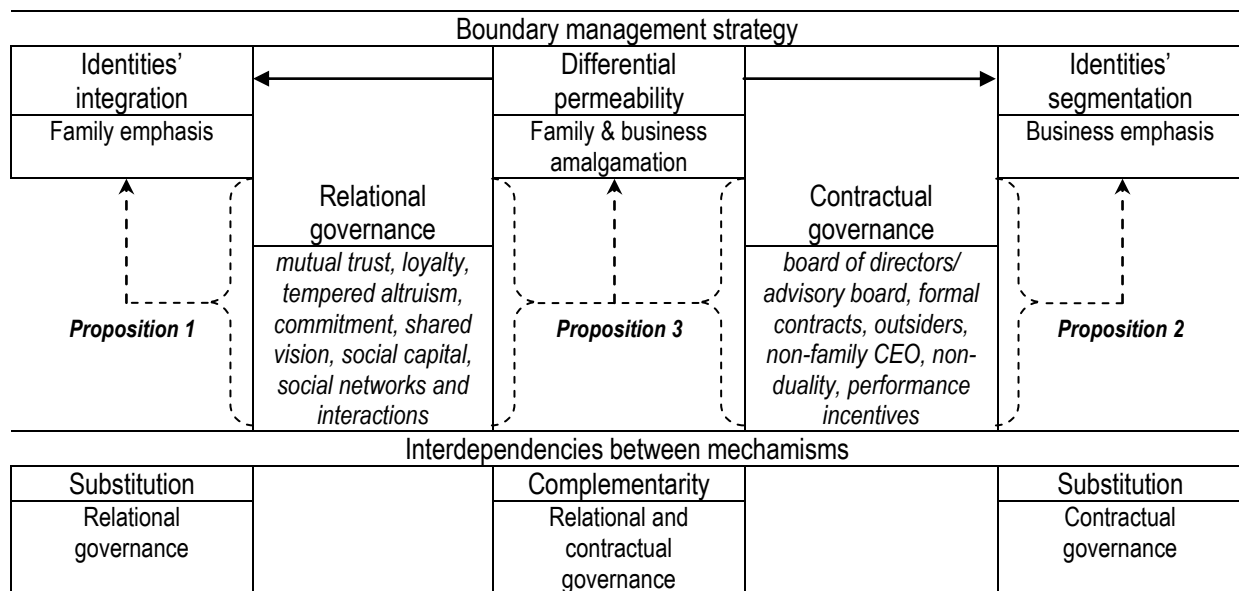 Boundary management strategy
Identities’
integration
Differential
permeability
Identities’
segmentation
Family emphasis
Family & business
amalgamation
Business emphasis
Relational
governance
Contractual
governance
mutual trust, loyalty,
tempered altruism,
commitment, shared
vision, social capital,
social networks and
interactions
board of directors/
advisory board, formal
contracts, outsiders,
non-family CEO, non-
duality, performance
incentives
Proposition 1
Proposition 3
Proposition 2
Interdependencies between mechanisms
Substitution
Complementarity
Substitution
Relational
governance
Relational and
contractual
governance
Contractual
governance